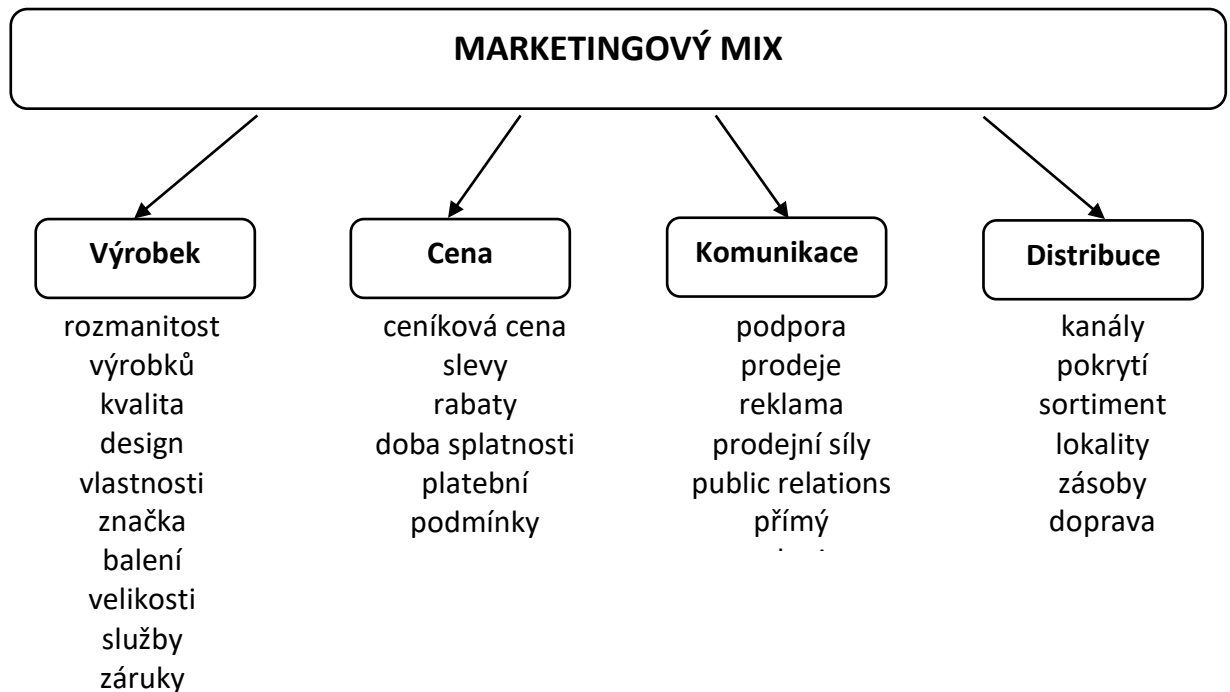 MARKETINGOVÝ MIX
Výrobek
rozmanitost
výrobků
kvalita
design
vlastnosti
značka
balení
velikosti
služby
záruky
Cena
ceníková cena
slevy
rabaty
doba splatnosti
platební
podmínky
Komunikace
podpora
prodeje
reklama
prodejní síly
public relations
přímý
Distribuce
kanály
pokrytí
sortiment
lokality
zásoby
doprava